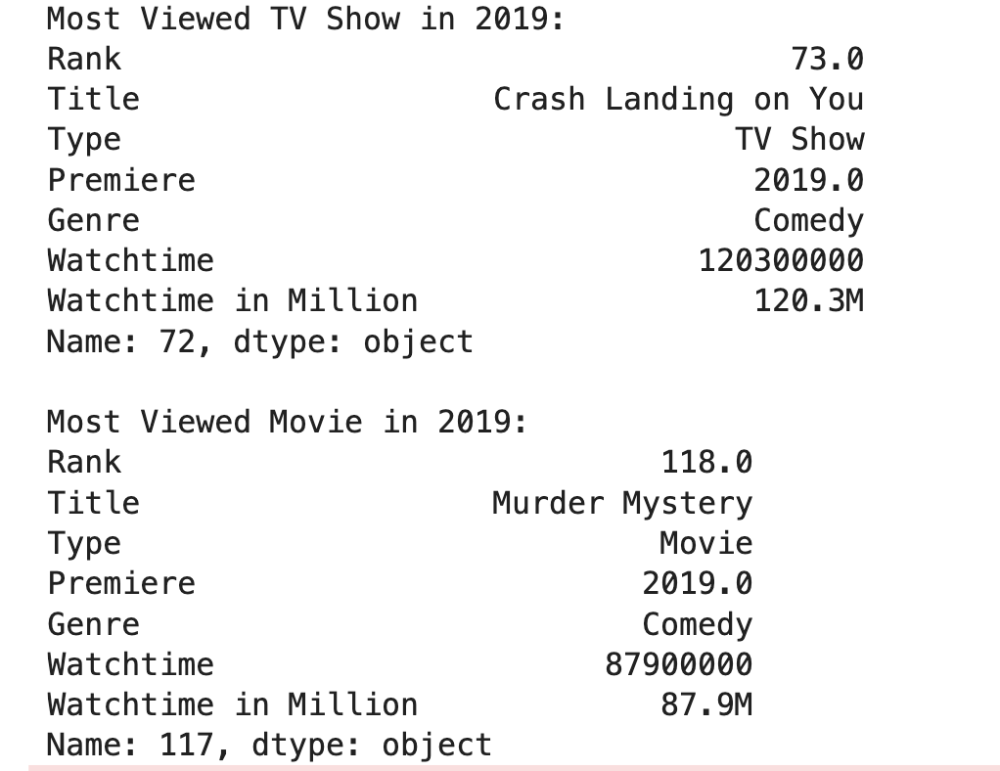 Most Viewed TV Show in 2019:
Rank 73.0
Title Crash Landing on You
Type TV Show
Premiere 2019.0
Genre Comedy
Watchtime 120300000
Watchtime in Million 120.3M
Name: 72, dtype: object
Most Viewed Movie in 2019:
Rank 118.0
Title Murder Mystery
Type Movie
Premiere 2019.0
Genre Comedy
Watchtime 87900000
Watchtime in Million 87.9M
Name: 117, dtype: object